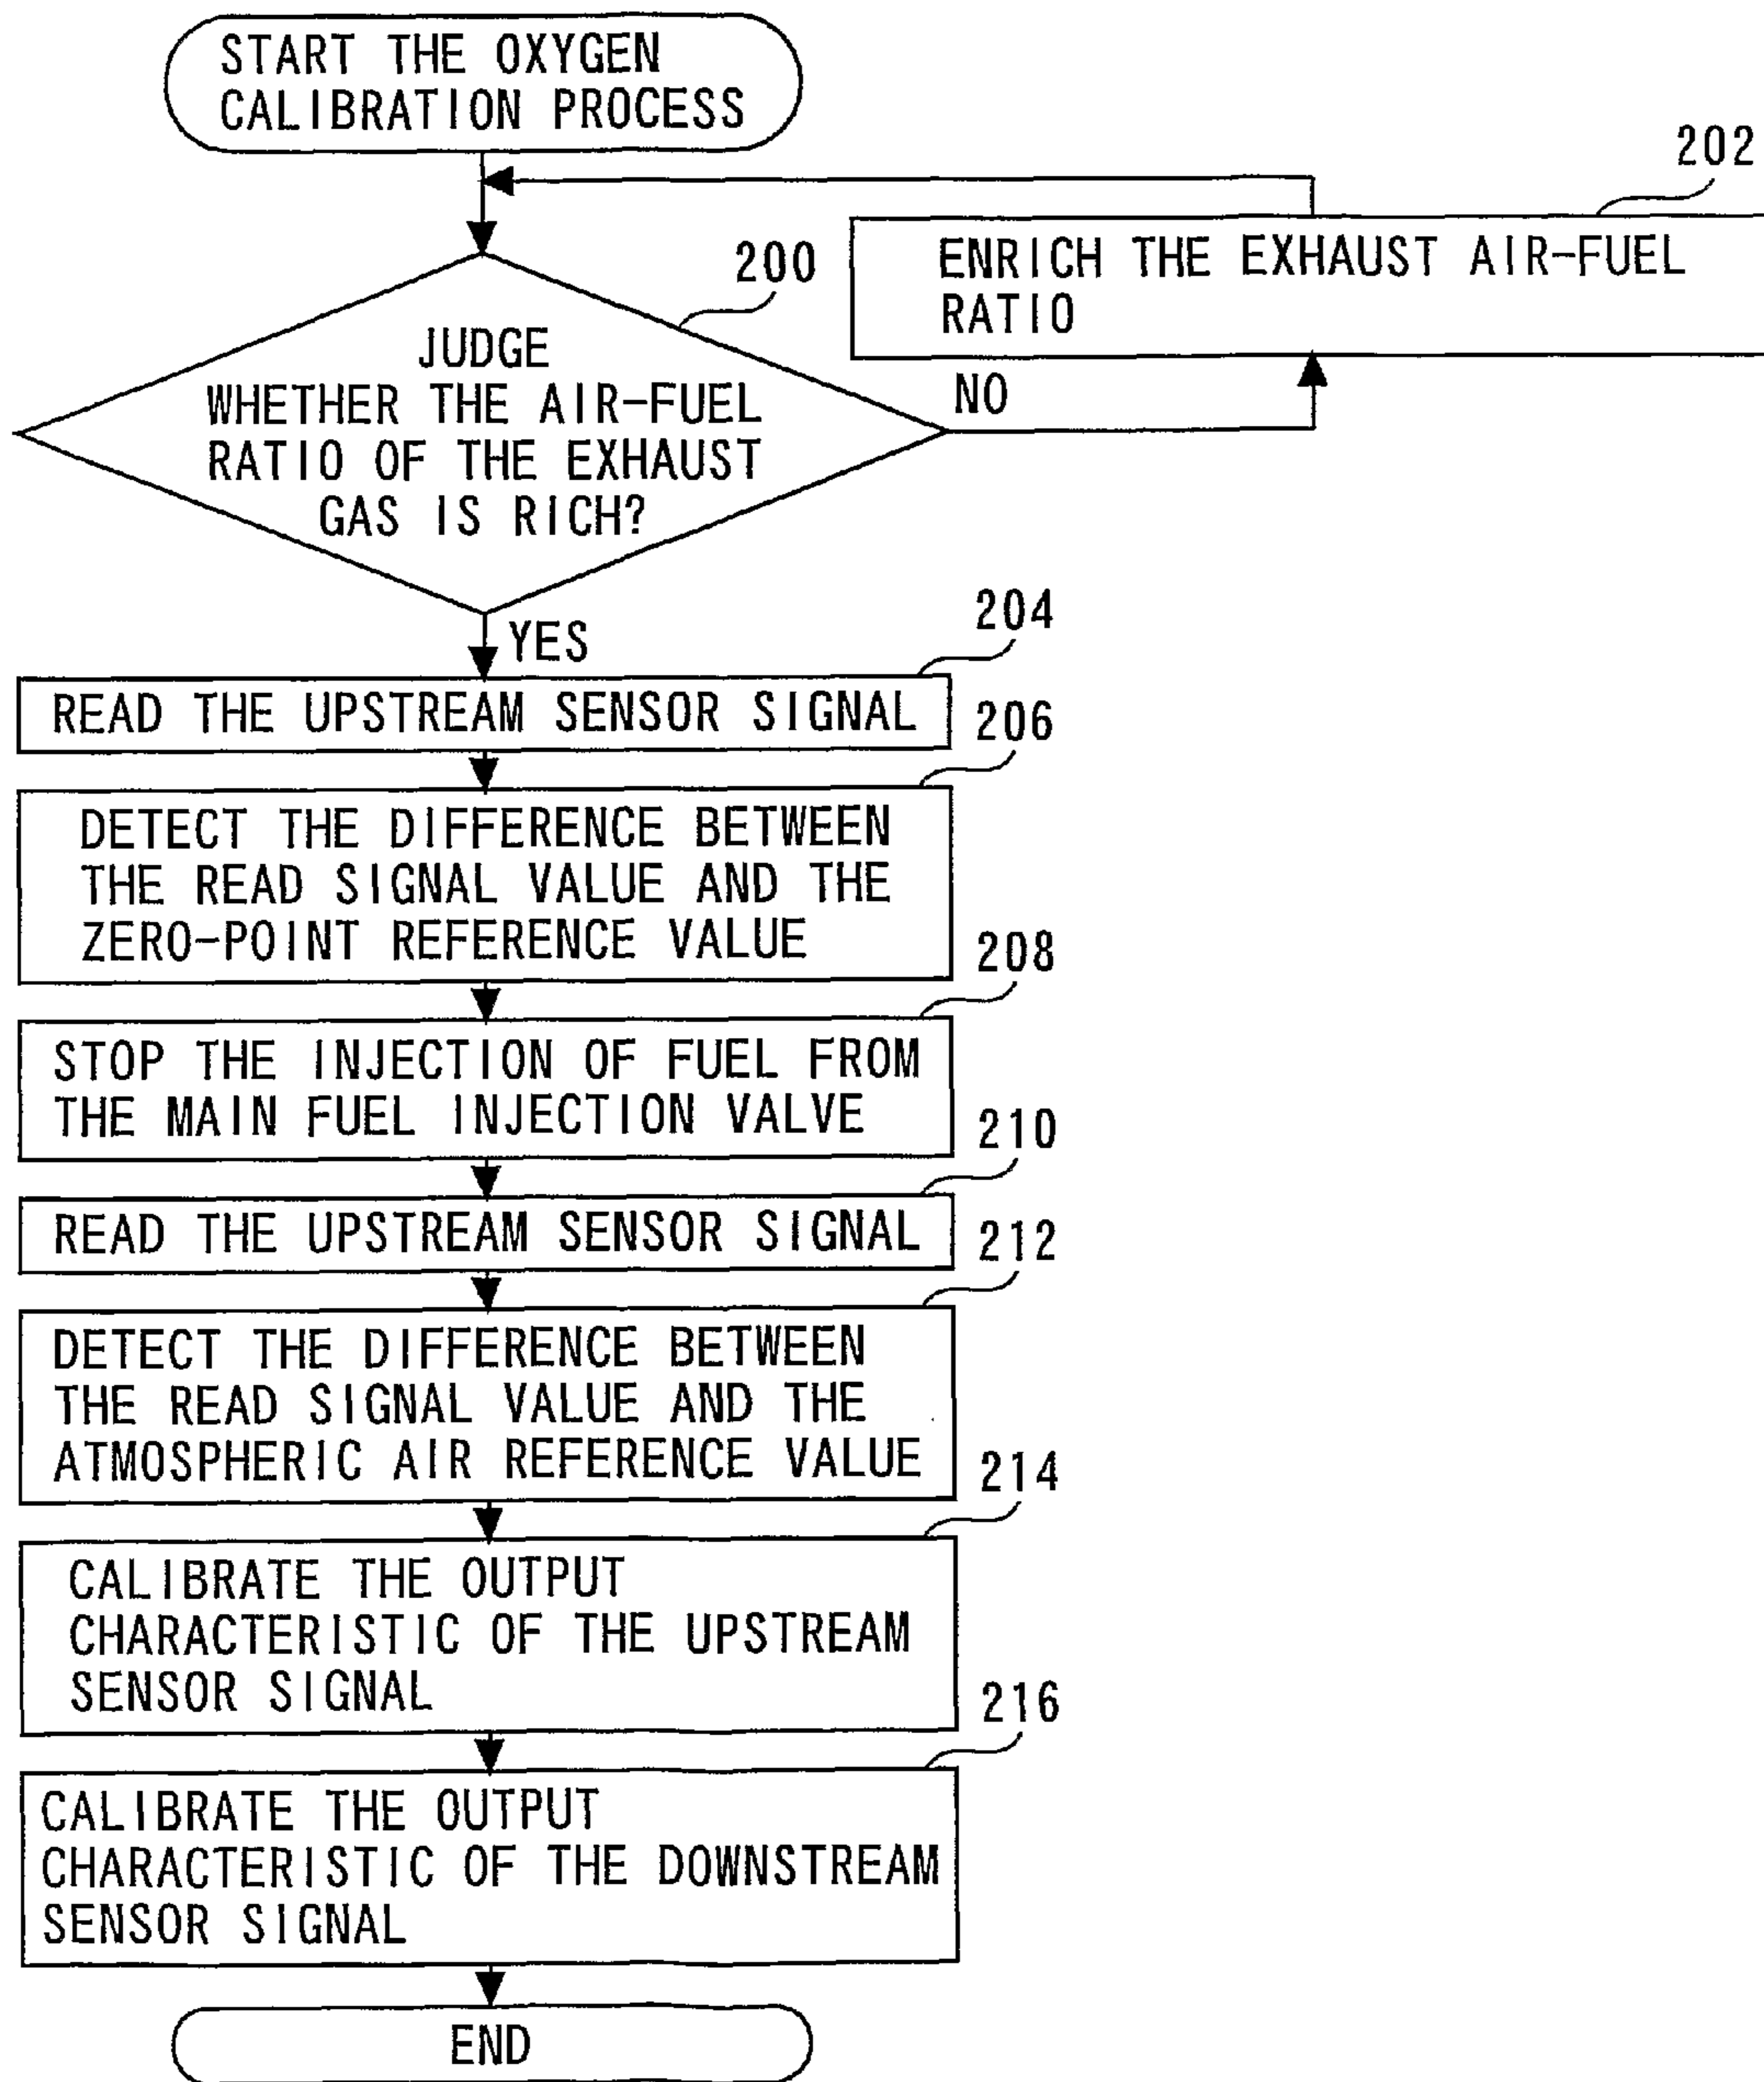 START THE OXYGEN
CALIBRATION PROCESS
202
ENRICH THE EXHAUST AIR-FUEL
RATIO
200
JUDGE
WHETHER THE AIR-FUEL
RATIO OF THE EXHAUST
GAS IS RICH?
NO
YES
204
READ THE UPSTREAM SENSOR SIGNAL
206
DETECT THE DIFFERENCE BETWEEN
THE READ SIGNAL VALUE AND THE
ZERO-POINT REFERENCE VALUE
208
STOP THE INJECTION OF FUEL FROM
THE MAIN FUEL INJECTION VALVE
210
READ THE UPSTREAM SENSOR SIGNAL
212
DETECT THE DIFFERENCE BETWEEN
THE READ SIGNAL VALUE AND THE
ATMOSPHERIC AIR REFERENCE VALUE
214
CALIBRATE THE OUTPUT
CHARACTERISTIC OF THE UPSTREAM
SENSOR SIGNAL
216
CALIBRATE THE OUTPUT
CHARACTERISTIC OF THE DOWNSTREAM
SENSOR SIGNAL
END